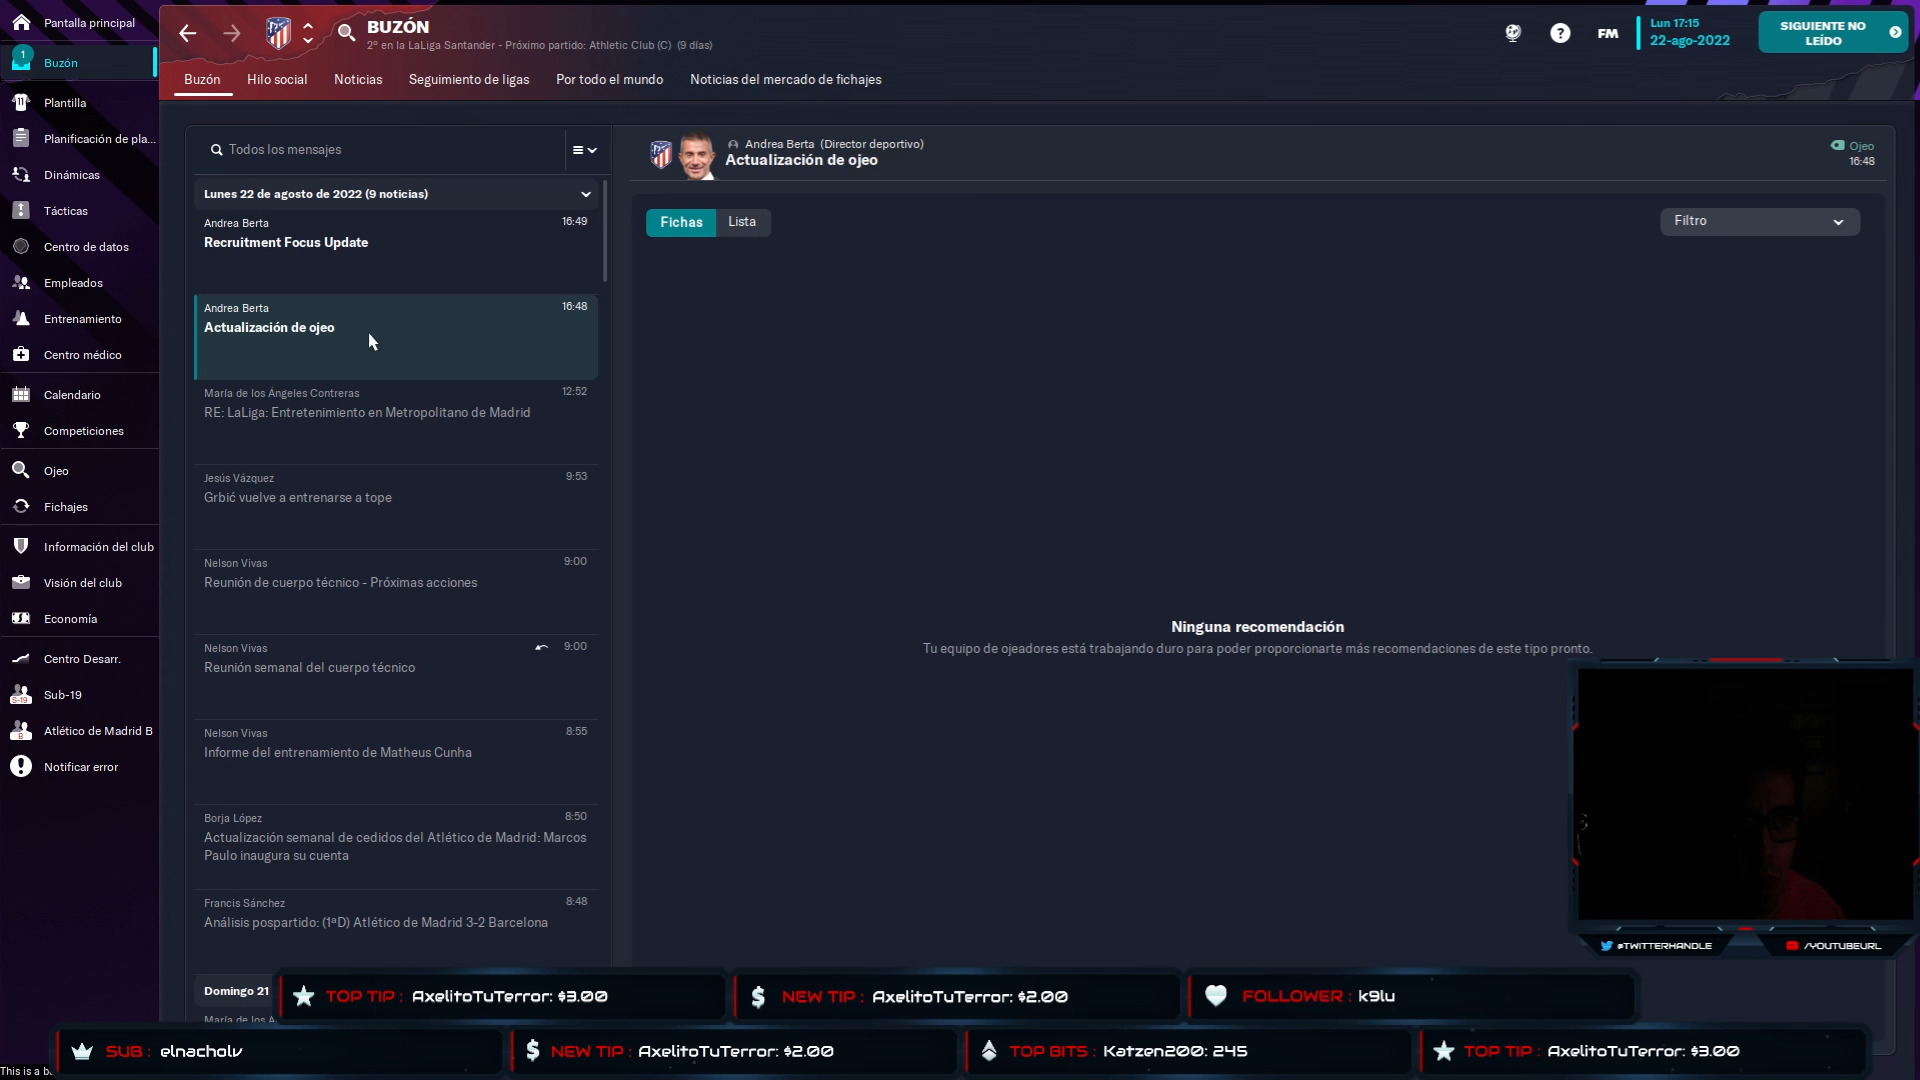 Pantalla principal
1
Buzón
Plantilla
Planificación de pla...
Dinámicas
Tácticas
Centro de datos
Empleados
Entrenamiento
Centro médico
Calendario
Competiciones
Ojeo
Fichajes
Información del club
Visión del club
Economía
Centro Desarr.
S-19
Sub-19
B
Atlético de Madrid B
Notificar error
BUZÓN
2º en la LaLiga Santander - Próximo partido: Athletic Club (C) (9 días)
FM
Lun 17:15
22-ago-2022
SIGUIENTE NO LEÍDO
Buzón
Hilo social
Noticias
Seguimiento de ligas
Por todo el mundo
Noticias del mercado de fichajes
Todos los mensajes
Lunes 22 de agosto de 2022 (9 noticias)
Andrea Berta 16:49
Recruitment Focus Update
Andrea Berta 16:48
Actualización de ojeo
María de los Ángeles Contreras 12:52
RE: LaLiga: Entretenimiento en Metropolitano de Madrid
Jesús Vázquez 9:53
Grbić vuelve a entrenarse a tope
Nelson Vivas 9:00
Reunión de cuerpo técnico - Próximas acciones
Nelson Vivas 9:00
Reunión semanal del cuerpo técnico
Nelson Vivas 8:55
Informe del entrenamiento de Matheus Cunha
Borja López 8:50
Actualización semanal de cedidos del Atlético de Madrid: Marcos
Paulo inaugura su cuenta
Francis Sánchez 8:48
Análisis pospartido: (1ªD) Atlético de Madrid 3-2 Barcelona
Domingo 21
María de los A
Andrea Berta (Director deportivo)
Actualización de ojeo
Ojeo
16:48
Fichas
Lista
Filtro
Ninguna recomendación
Tu equipo de ojeadores está trabajando duro para poder proporcionarte más recomendaciones de este tipo pronto.
@TWITTERHANDLE
/YOUTUBEURL
TOP TIP : AxelitoTuTerror: $3.00
NEW TIP : AxelitoTuTerror: $2.00
FOLLOWER : k9lu
SUB : elnacholv
NEW TIP : AxelitoTuTerror: $2.00
TOP BITS : Katzen200: 245
TOP TIP : AxelitoTuTerror: $3.00
This is a b